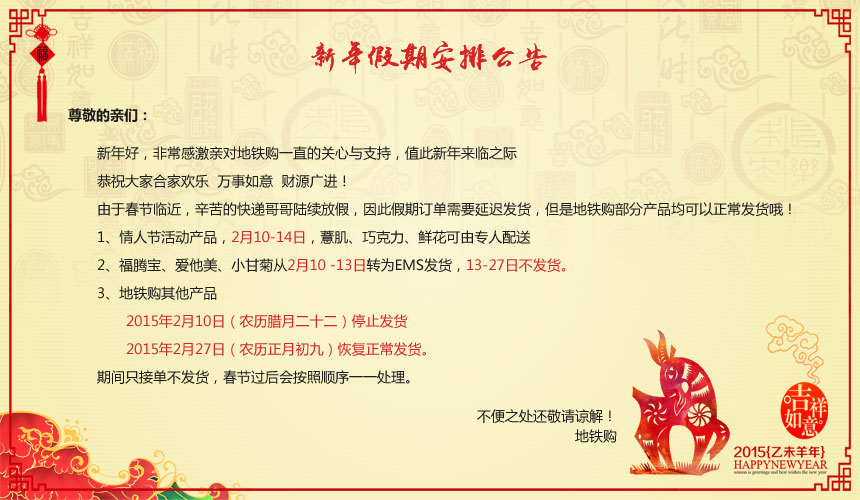 新年假期安排公告
尊敬的亲们：
新年好，非常感激亲对地铁购一直的关心与支持，值此新年来临之际
恭祝大家合家欢乐 万事如意 财源广进！
由于春节临近，辛苦的快递哥哥陆续放假，因此假期订单需要延迟发货，但是地铁购部分产品均可以正常发货哦！
1、情人节活动产品，2月10-14日，薏肌、巧克力、鲜花可由专人配送
2、福腾宝、爱他美、小甘菊从2月10 -13日转为EMS发货，13-27日不发货。
3、地铁购其他产品
2015年2月10日（农历腊月二十二）停止发货
2015年2月27日（农历正月初九）恢复正常发货。
期间只接单不发货，春节过后会按照顺序一一处理。
不便之处还敬请谅解！
地铁购
吉祥如意
2015{乙未羊年}
HAPPYNEWYEAR
season is greetings and best wishes the new year